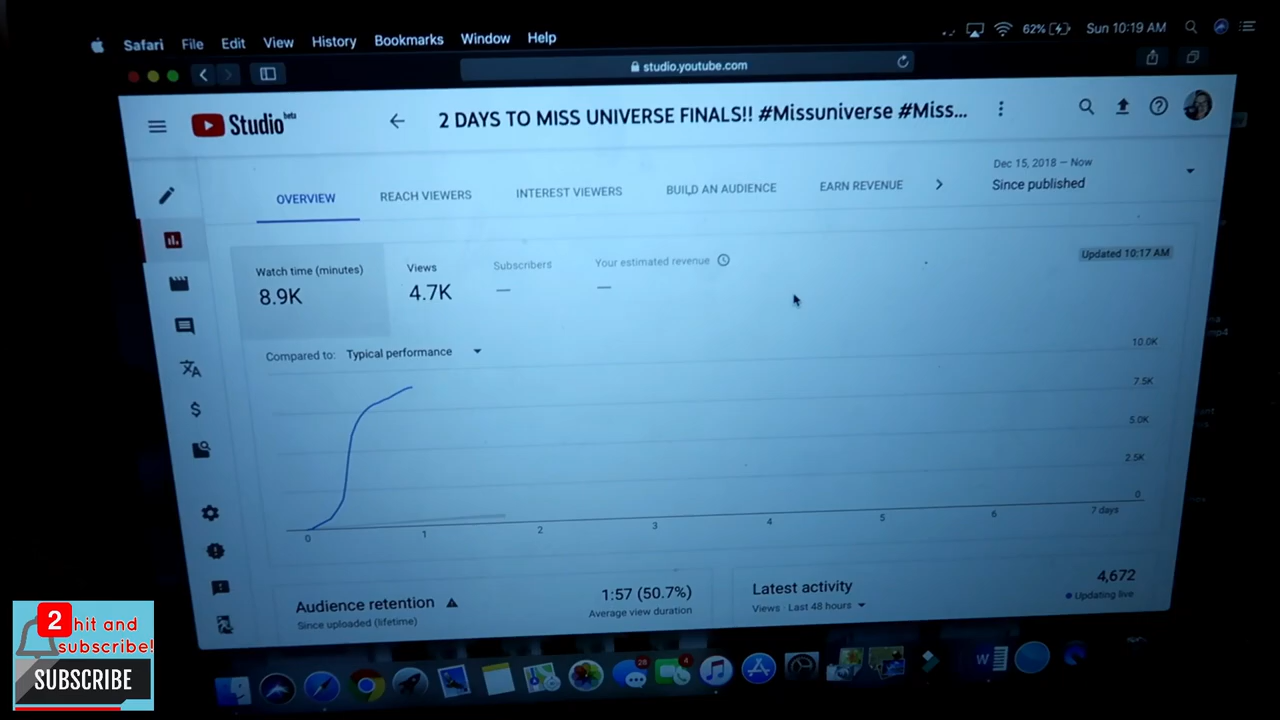 Safari File Edit View History Bookmarks Window Help 62% Sun 10:19 AM
studio.youtube.com
Studio beta 2 DAYS TO MISS UNIVERSE FINALS!! #Missuniverse #Miss...
Dec 15, 2018 – Now
Since published
OVERVIEW REACH VIEWERS INTEREST VIEWERS BUILD AN AUDIENCE EARN REVENUE
Updated 10:17 AM
Watch time (minutes) Views Subscribers Your estimated revenue
8.9K 4.7K — —
Compared to: Typical performance
10.0K
7.5K
5.0K
2.5K
0
0 1 2 3 4 5 6 7 days
Audience retention 1:57 (50.7%)
Since uploaded (lifetime) Average view duration
Latest activity 4,672
Views · Last 48 hours Updating live
2 hit and
subscribe!
SUBSCRIBE
28
4
W